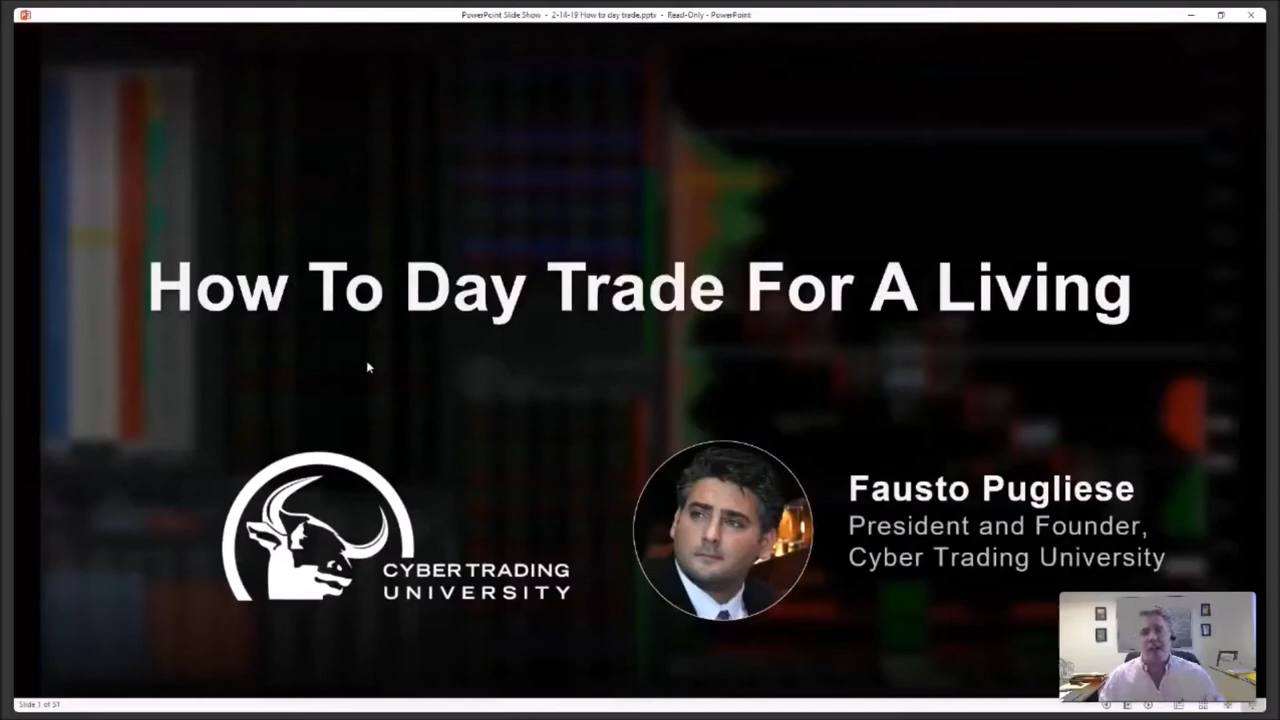 PowerPoint Slide Show - 2-14-19 How to day trade.pptx - Read-Only - PowerPoint
How To Day Trade For A Living
CYBER TRADING
UNIVERSITY
Fausto Pugliese
President and Founder,
Cyber Trading University
Slide 1 of 51